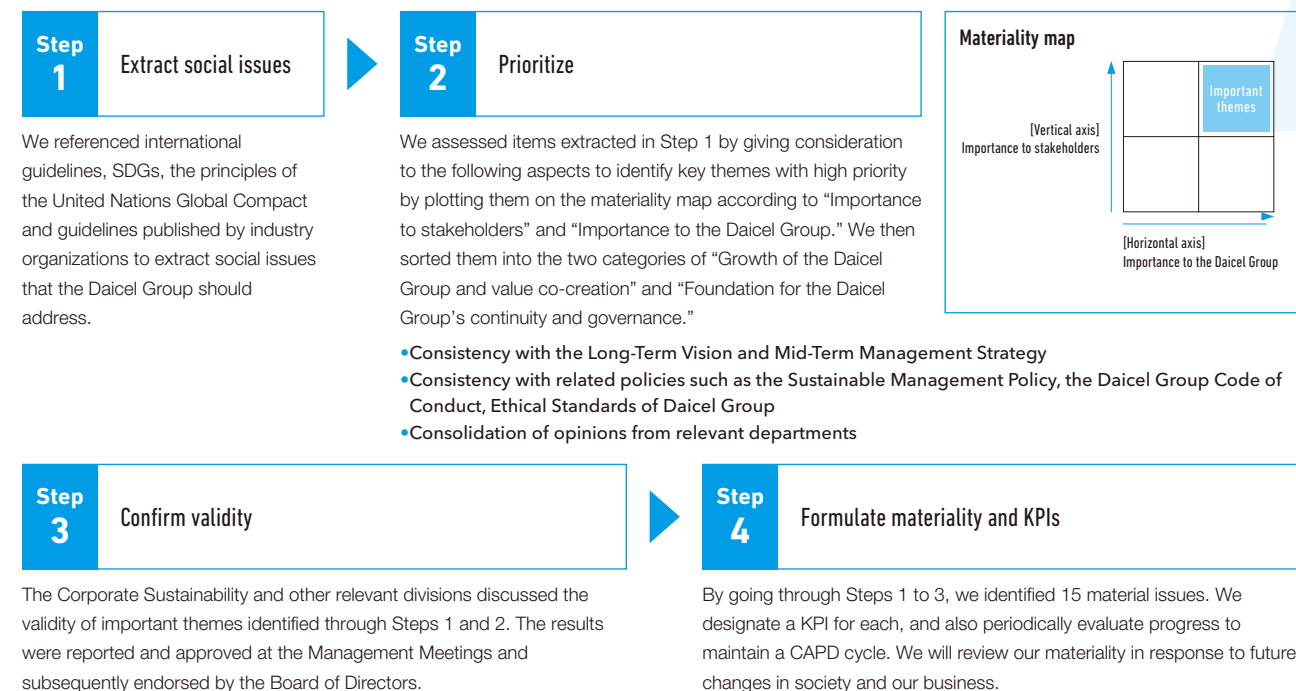 Step
1
Extract social issues
We referenced international
guidelines, SDGs, the principles of
the United Nations Global Compact
and guidelines published by industry
organizations to extract social issues
that the Daicel Group should
address.
Step
2
Prioritize
We assessed items extracted in Step 1 by giving consideration
to the following aspects to identify key themes with high priority
by plotting them on the materiality map according to “Importance
to stakeholders” and “Importance to the Daicel Group.” We then
sorted them into the two categories of “Growth of the Daicel
Group and value co-creation” and “Foundation for the Daicel
Group’s continuity and governance.”
•Consistency with the Long-Term Vision and Mid-Term Management Strategy
•Consistency with related policies such as the Sustainable Management Policy, the Daicel Group Code of
Conduct, Ethical Standards of Daicel Group
•Consolidation of opinions from relevant departments
Materiality map
Important
themes
[Vertical axis]
Importance to stakeholders
[Horizontal axis]
Importance to the Daicel Group
Step
3
Confirm validity
The Corporate Sustainability and other relevant divisions discussed the
validity of important themes identified through Steps 1 and 2. The results
were reported and approved at the Management Meetings and
subsequently endorsed by the Board of Directors.
Step
4
Formulate materiality and KPIs
By going through Steps 1 to 3, we identified 15 material issues. We
designate a KPI for each, and also periodically evaluate progress to
maintain a CAPD cycle. We will review our materiality in response to future
changes in society and our business.